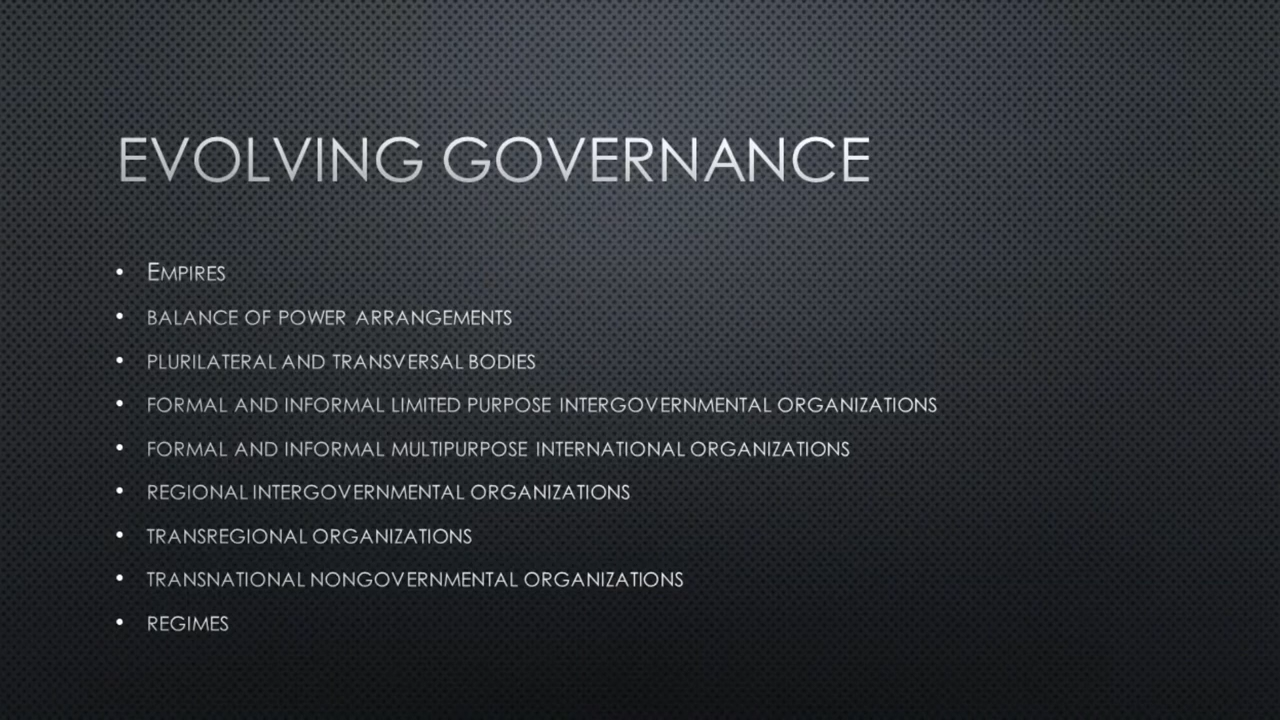 EVOLVING GOVERNANCE
• EMPIRES
• BALANCE OF POWER ARRANGEMENTS
• PLURILATERAL AND TRANSVERSAL BODIES
• FORMAL AND INFORMAL LIMITED PURPOSE INTERGOVERNMENTAL ORGANIZATIONS
• FORMAL AND INFORMAL MULTIPURPOSE INTERNATIONAL ORGANIZATIONS
• REGIONAL INTERGOVERNMENTAL ORGANIZATIONS
• TRANSREGIONAL ORGANIZATIONS
• TRANSNATIONAL NONGOVERNMENTAL ORGANIZATIONS
• REGIMES